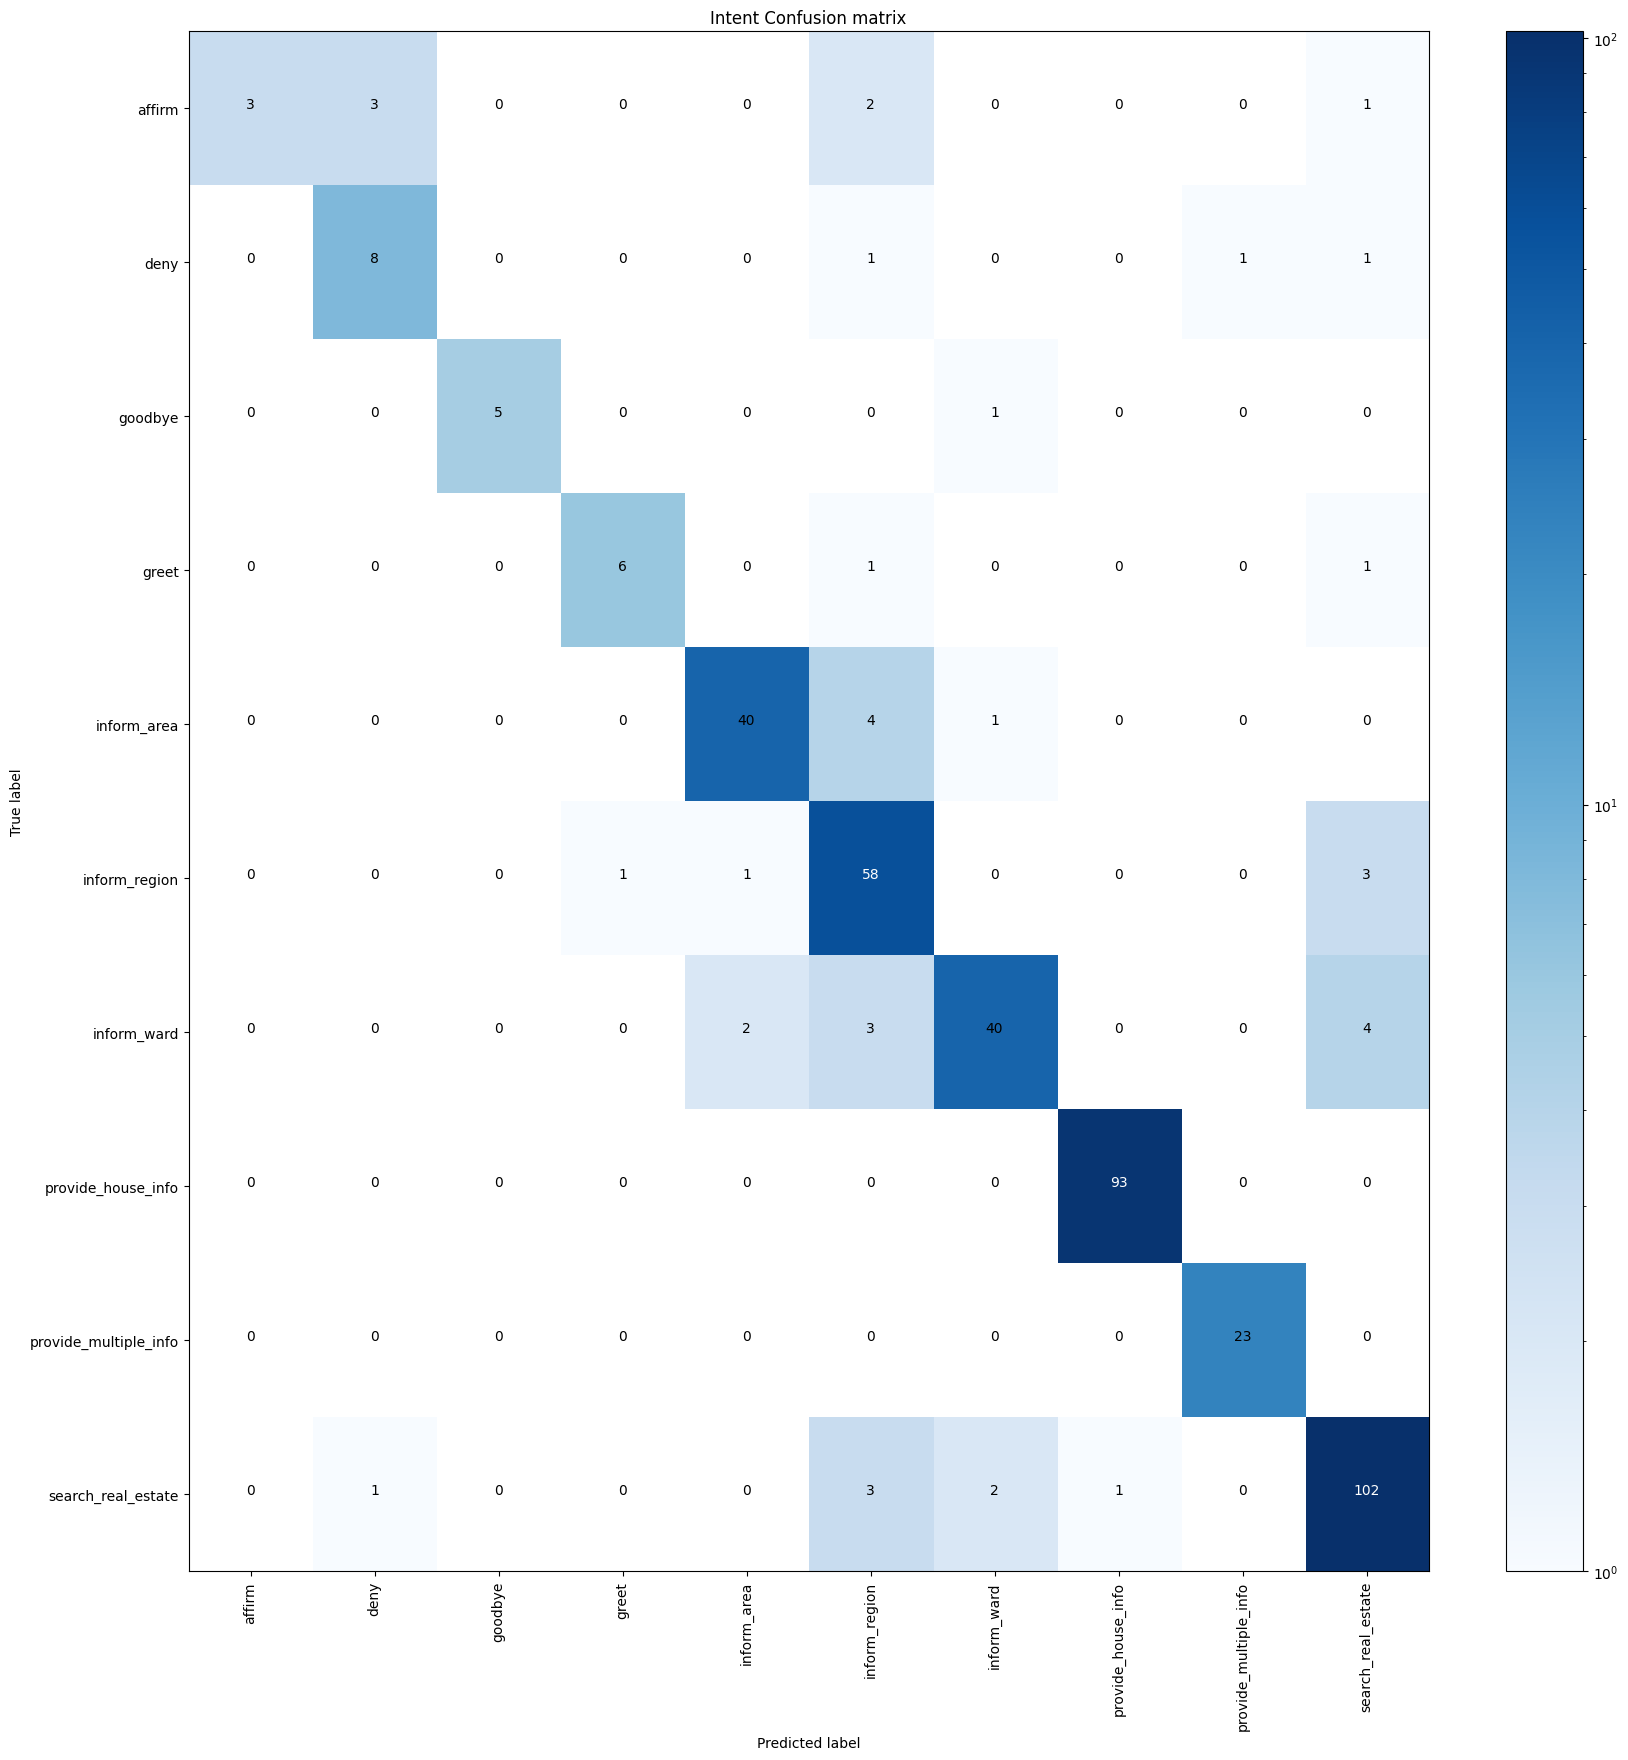 Intent Confusion matrix
affirm 3 3 0 0 0 2 0 0 0 1
deny 0 8 0 0 0 1 0 0 1 1
goodbye 0 0 5 0 0 0 1 0 0 0
greet 0 0 0 6 0 1 0 0 0 1
inform_area 0 0 0 0 40 4 1 0 0 0
inform_region 0 0 0 1 1 58 0 0 0 3
inform_ward 0 0 0 0 2 3 40 0 0 4
provide_house_info 0 0 0 0 0 0 0 93 0 0
provide_multiple_info 0 0 0 0 0 0 0 0 23 0
search_real_estate 0 1 0 0 0 3 2 1 0 102
True label
affirm
deny
goodbye
greet
inform_area
inform_region
inform_ward
provide_house_info
provide_multiple_info
search_real_estate
Predicted label
10²
10¹
10⁰